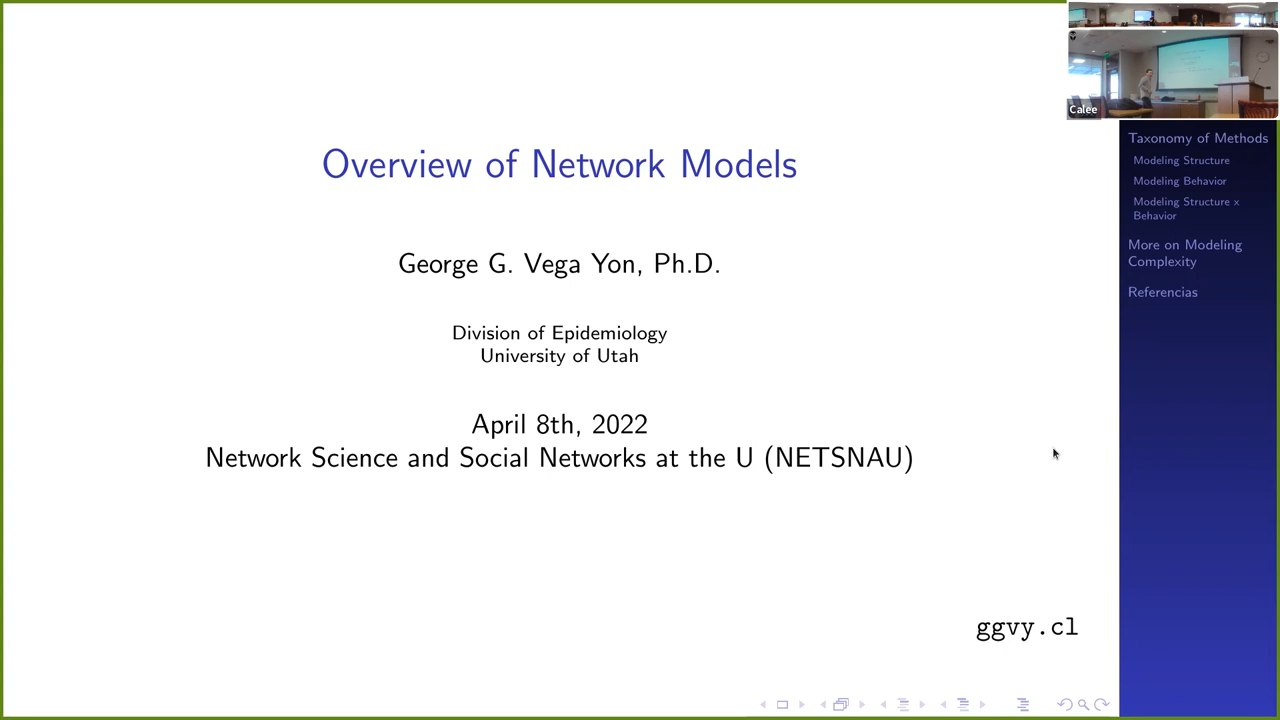 Overview of Network Models
George G. Vega Yon, Ph.D.
Division of Epidemiology
University of Utah
April 8th, 2022
Network Science and Social Networks at the U (NETSNAU)
ggvy.cl
Calee
Taxonomy of Methods
Modeling Structure
Modeling Behavior
Modeling Structure x
Behavior
More on Modeling
Complexity
Referencias